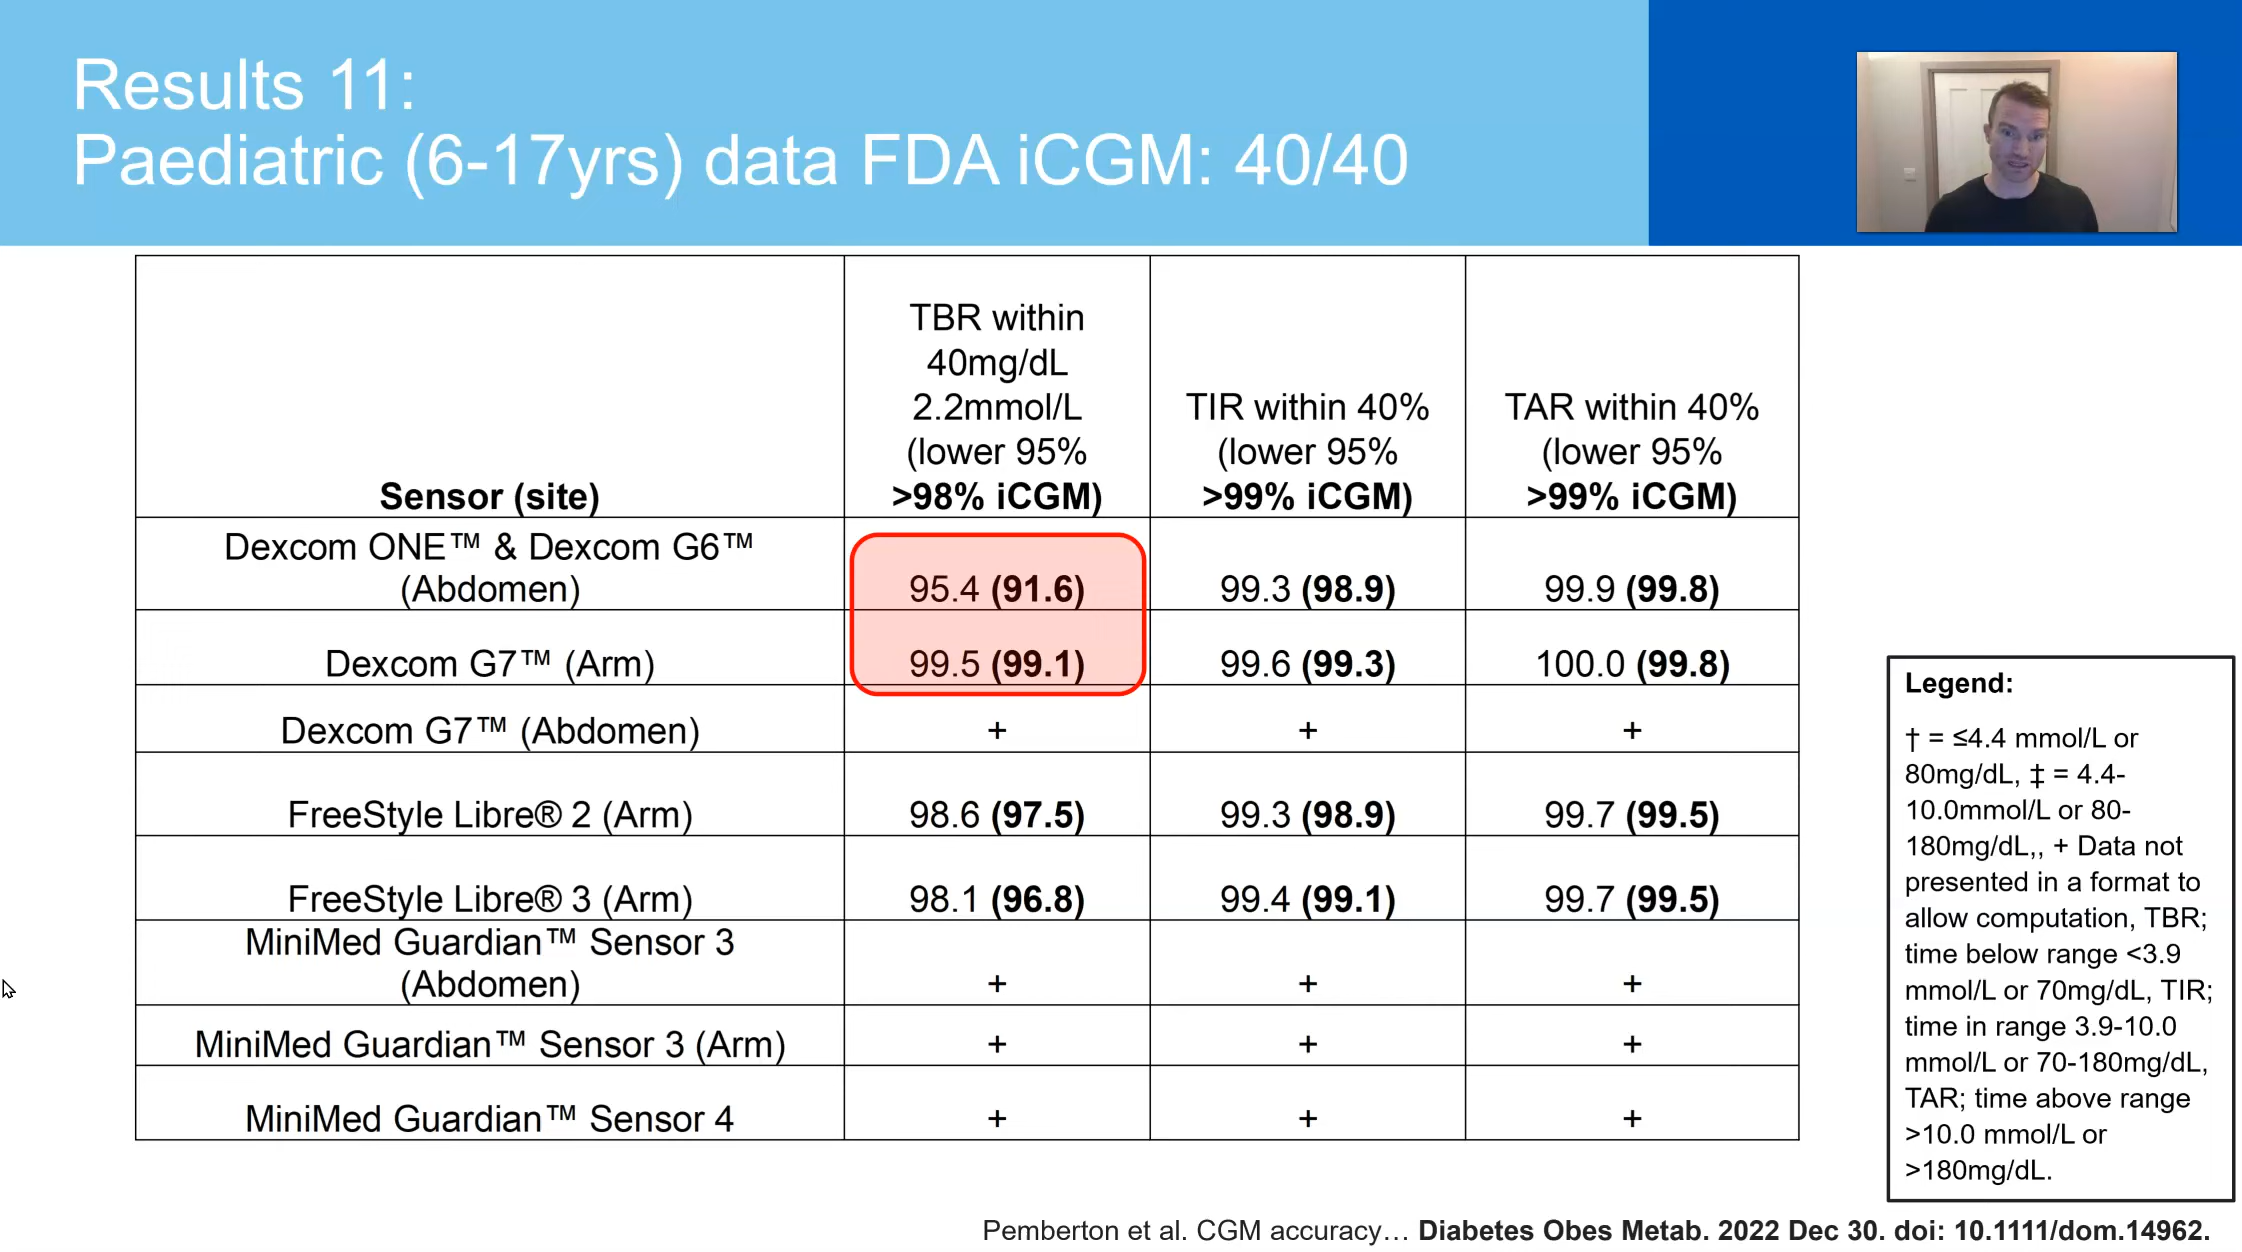 Results 11:
Paediatric (6-17yrs) data FDA iCGM: 40/40
Sensor (site)
TBR within
40mg/dL
2.2mmol/L
(lower 95%
>98% iCGM)
TIR within 40%
(lower 95%
>99% iCGM)
TAR within 40%
(lower 95%
>99% iCGM)
Dexcom ONE™ & Dexcom G6™
(Abdomen)
95.4 (91.6)
99.3 (98.9)
99.9 (99.8)
Dexcom G7™ (Arm)
99.5 (99.1)
99.6 (99.3)
100.0 (99.8)
Dexcom G7™ (Abdomen)
+
+
+
FreeStyle Libre® 2 (Arm)
98.6 (97.5)
99.3 (98.9)
99.7 (99.5)
FreeStyle Libre® 3 (Arm)
98.1 (96.8)
99.4 (99.1)
99.7 (99.5)
MiniMed Guardian™ Sensor 3
(Abdomen)
+
+
+
MiniMed Guardian™ Sensor 3 (Arm)
+
+
+
MiniMed Guardian™ Sensor 4
+
+
+
Legend:
† = ≤4.4 mmol/L or
80mg/dL, ‡ = 4.4-
10.0mmol/L or 80-
180mg/dL,, + Data not
presented in a format to
allow computation, TBR;
time below range <3.9
mmol/L or 70mg/dL, TIR;
time in range 3.9-10.0
mmol/L or 70-180mg/dL,
TAR; time above range
>10.0 mmol/L or
>180mg/dL.
Pemberton et al. CGM accuracy… Diabetes Obes Metab. 2022 Dec 30. doi: 10.1111/dom.14962.